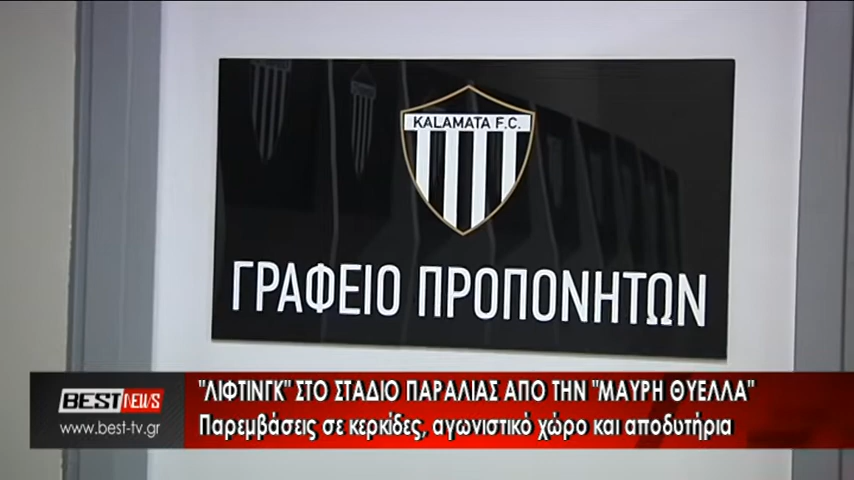 KALAMATA F.C.
ΓΡΑΦΕΙΟ ΠΡΟΠΟΝΗΤΩΝ
BEST NEWS
www.best-tv.gr
"ΛΙΦΤΙΝΓΚ" ΣΤΟ ΣΤΑΔΙΟ ΠΑΡΑΛΙΑΣ ΑΠΟ ΤΗΝ "ΜΑΥΡΗ ΘΥΕΛΛΑ"
Παρεμβάσεις σε κερκίδες, αγωνιστικό χώρο και αποδυτήρια